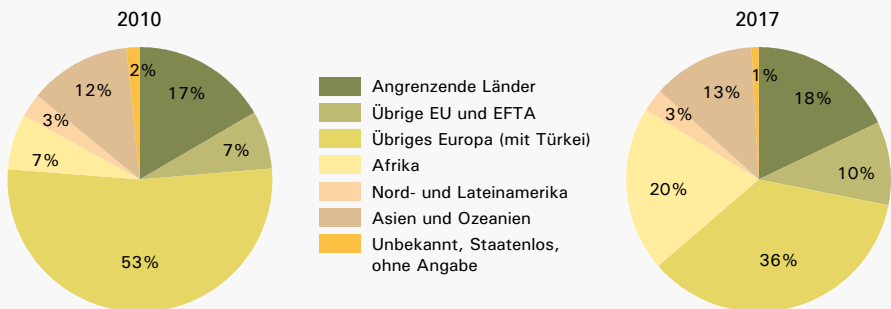 2010
2%
17%
7%
53%
7%
3%
12%
Angrenzende Länder
Übrige EU und EFTA
Übriges Europa (mit Türkei)
Afrika
Nord- und Lateinamerika
Asien und Ozeanien
Unbekannt, Staatenlos,
ohne Angabe
2017
1%
18%
10%
36%
20%
3%
13%